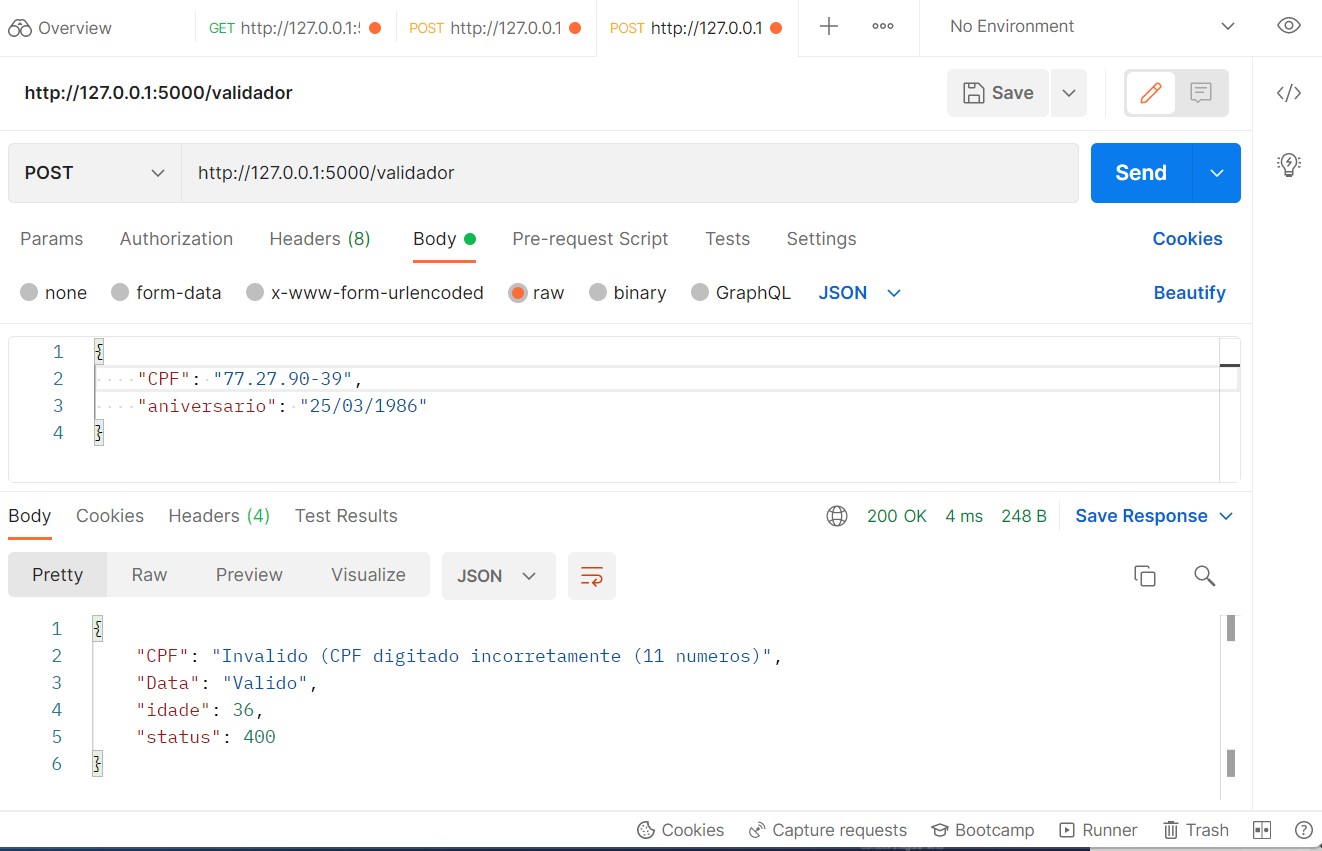 Overview GET http://127.0.0.1:5 POST http://127.0.0.1 POST http://127.0.0.1 No Environment
http://127.0.0.1:5000/validador Save
POST http://127.0.0.1:5000/validador Send
Params Authorization Headers (8) Body Pre-request Script Tests Settings Cookies
none form-data x-www-form-urlencoded raw binary GraphQL JSON Beautify
1 {
2 "CPF": "77.27.90-39",
3 "aniversario": "25/03/1986"
4 }
Body Cookies Headers (4) Test Results 200 OK 4 ms 248 B Save Response
Pretty Raw Preview Visualize JSON
1 {
2 "CPF": "Invalido (CPF digitado incorretamente (11 numeros)",
3 "Data": "Valido",
4 "idade": 36,
5 "status": 400
6 }
Cookies Capture requests Bootcamp Runner Trash